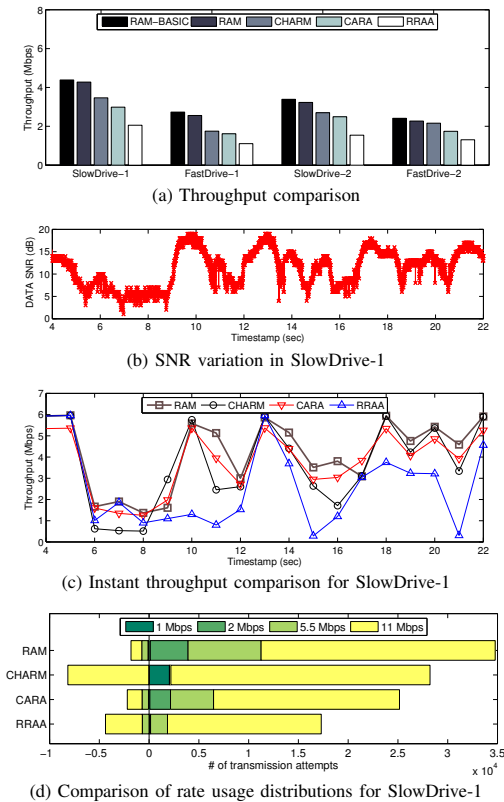 8
6
4
2
0
Throughput (Mbps)
RAM-BASIC RAM CHARM CARA RRAA
SlowDrive-1 FastDrive-1 SlowDrive-2 FastDrive-2
(a) Throughput comparison
20
15
10
5
0
DATA SNR (dB)
4 6 8 10 12 14 16 18 20 22
Timestamp (sec)
(b) SNR variation in SlowDrive-1
7
6
5
4
3
2
1
0
Throughput (Mbps)
RAM CHARM CARA RRAA
4 6 8 10 12 14 16 18 20 22
Timestamp (sec)
(c) Instant throughput comparison for SlowDrive-1
1 Mbps 2 Mbps 5.5 Mbps 11 Mbps
RAM
CHARM
CARA
RRAA
-1 -0.5 0 0.5 1 1.5 2 2.5 3 3.5
# of transmission attempts
x 10^4
(d) Comparison of rate usage distributions for SlowDrive-1